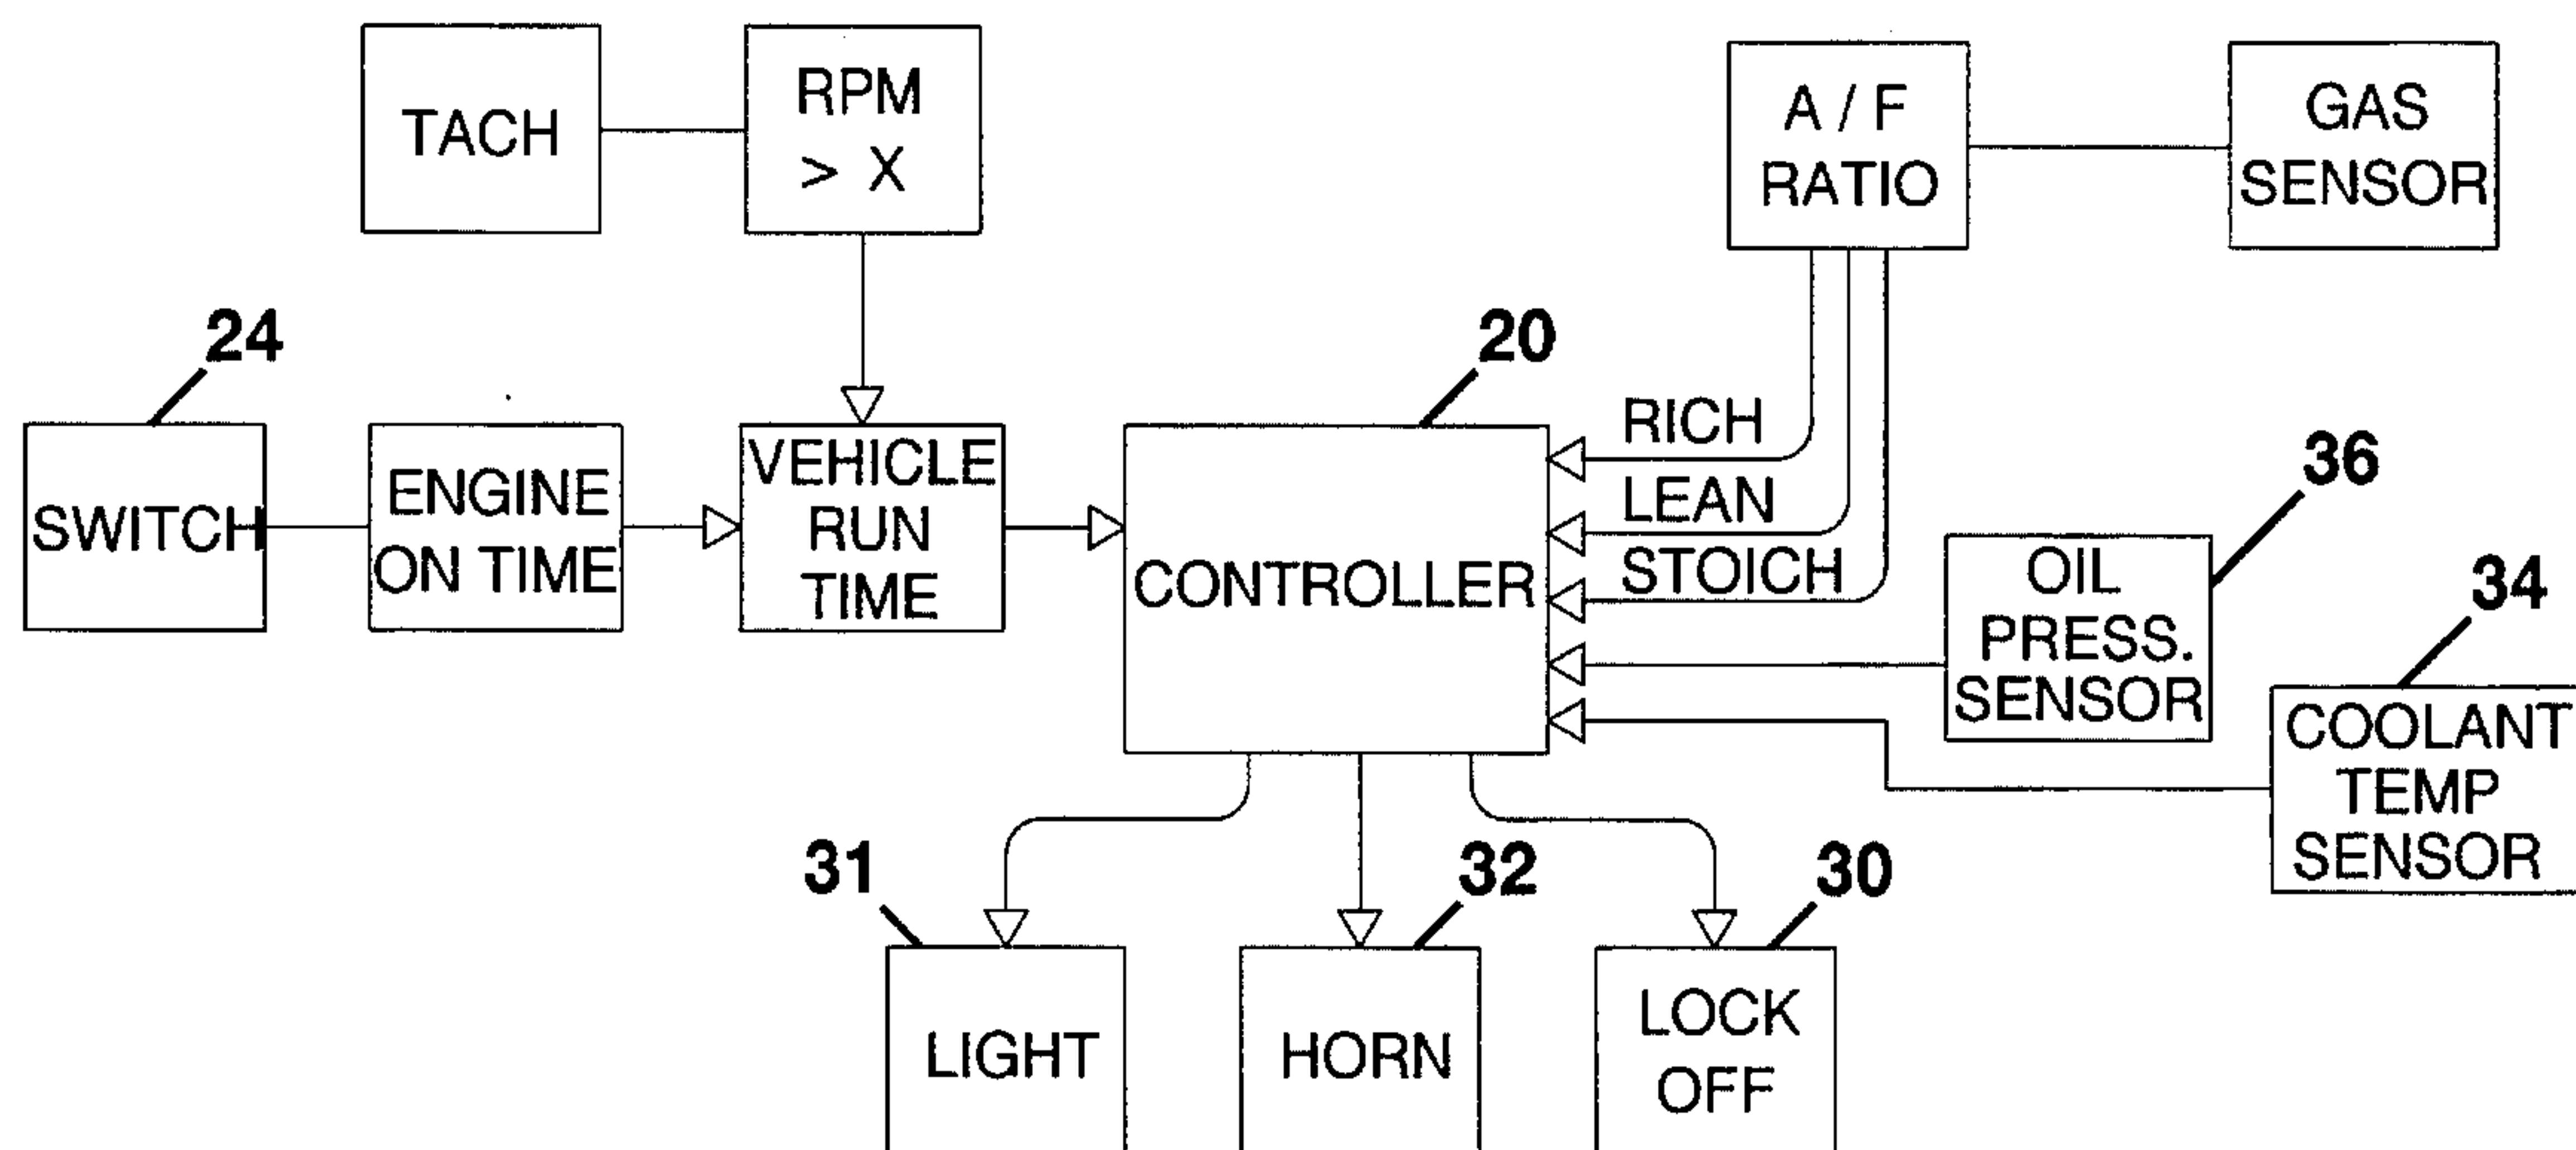 TACH
RPM
> X
A / F
RATIO
GAS
SENSOR
24
SWITCH
ENGINE
ON TIME
VEHICLE
RUN
TIME
20
CONTROLLER
RICH
LEAN
STOICH
36
OIL
PRESS.
SENSOR
34
COOLANT
TEMP
SENSOR
31
LIGHT
32
HORN
30
LOCK
OFF